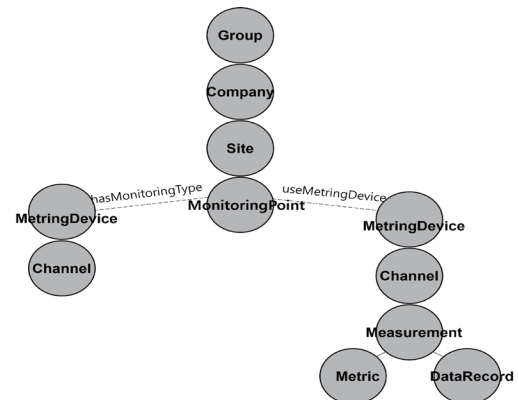 Group
Company
Site
hasMonitoringType
useMetringDevice
MonitoringPoint
MetringDevice
MetringDevice
Channel
Channel
Measurement
Metric
DataRecord